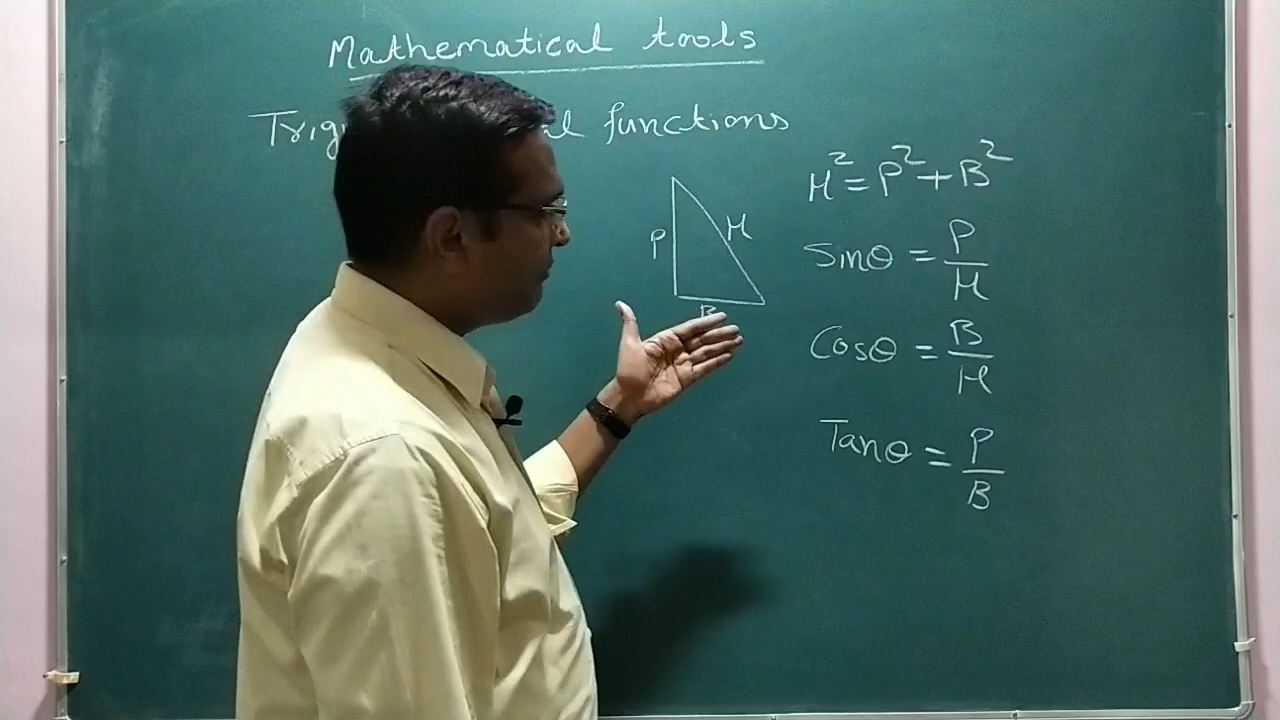 Mathematical tools
functions
P
H
B
H² = P² + B²
Sinθ = P/H
Cosθ = B/H
Tanθ = P/B